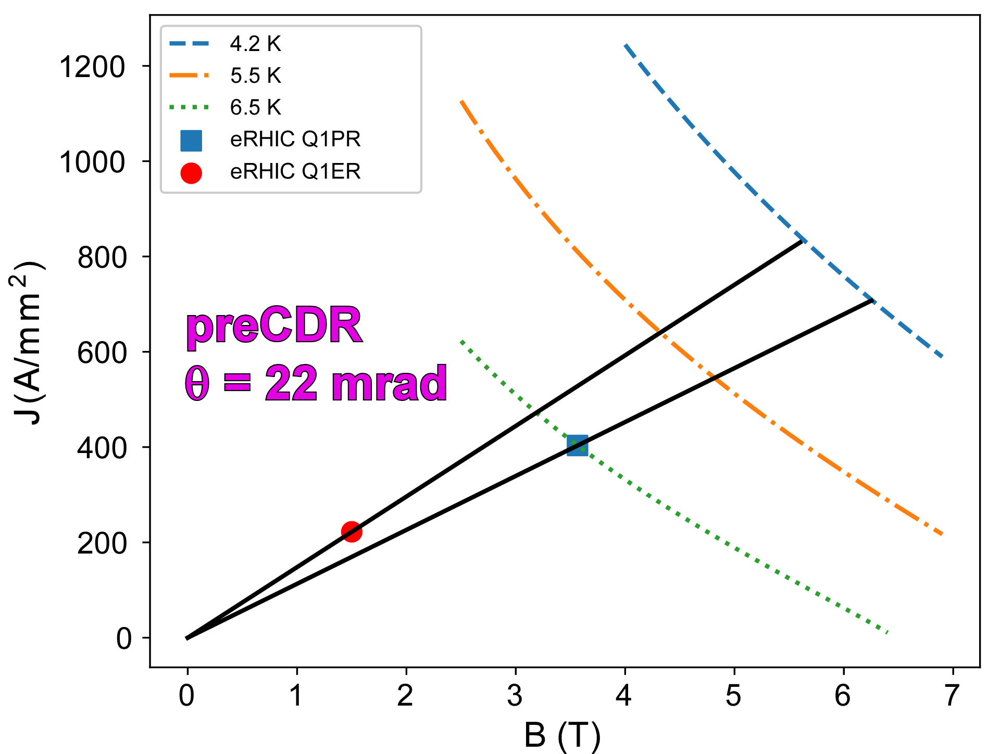 4.2 K
5.5 K
6.5 K
eRHIC Q1PR
eRHIC Q1ER
preCDR
θ = 22 mrad
1200
1000
800
600
400
200
0
J (A/mm²)
0 1 2 3 4 5 6 7
B (T)